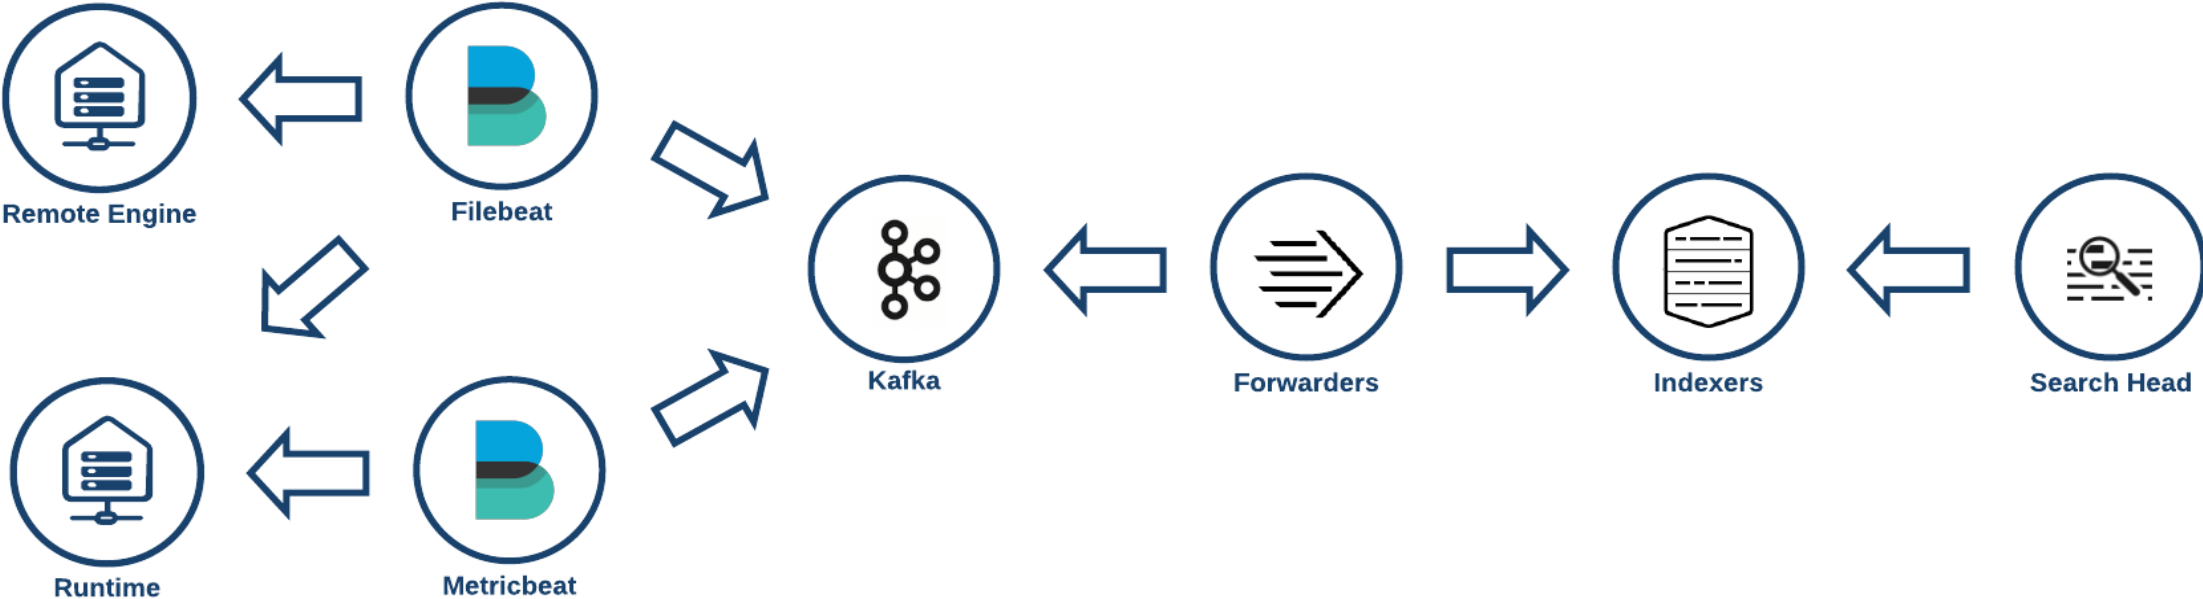 Remote Engine
Filebeat
Kafka
Forwarders
Indexers
Search Head
Runtime
Metricbeat